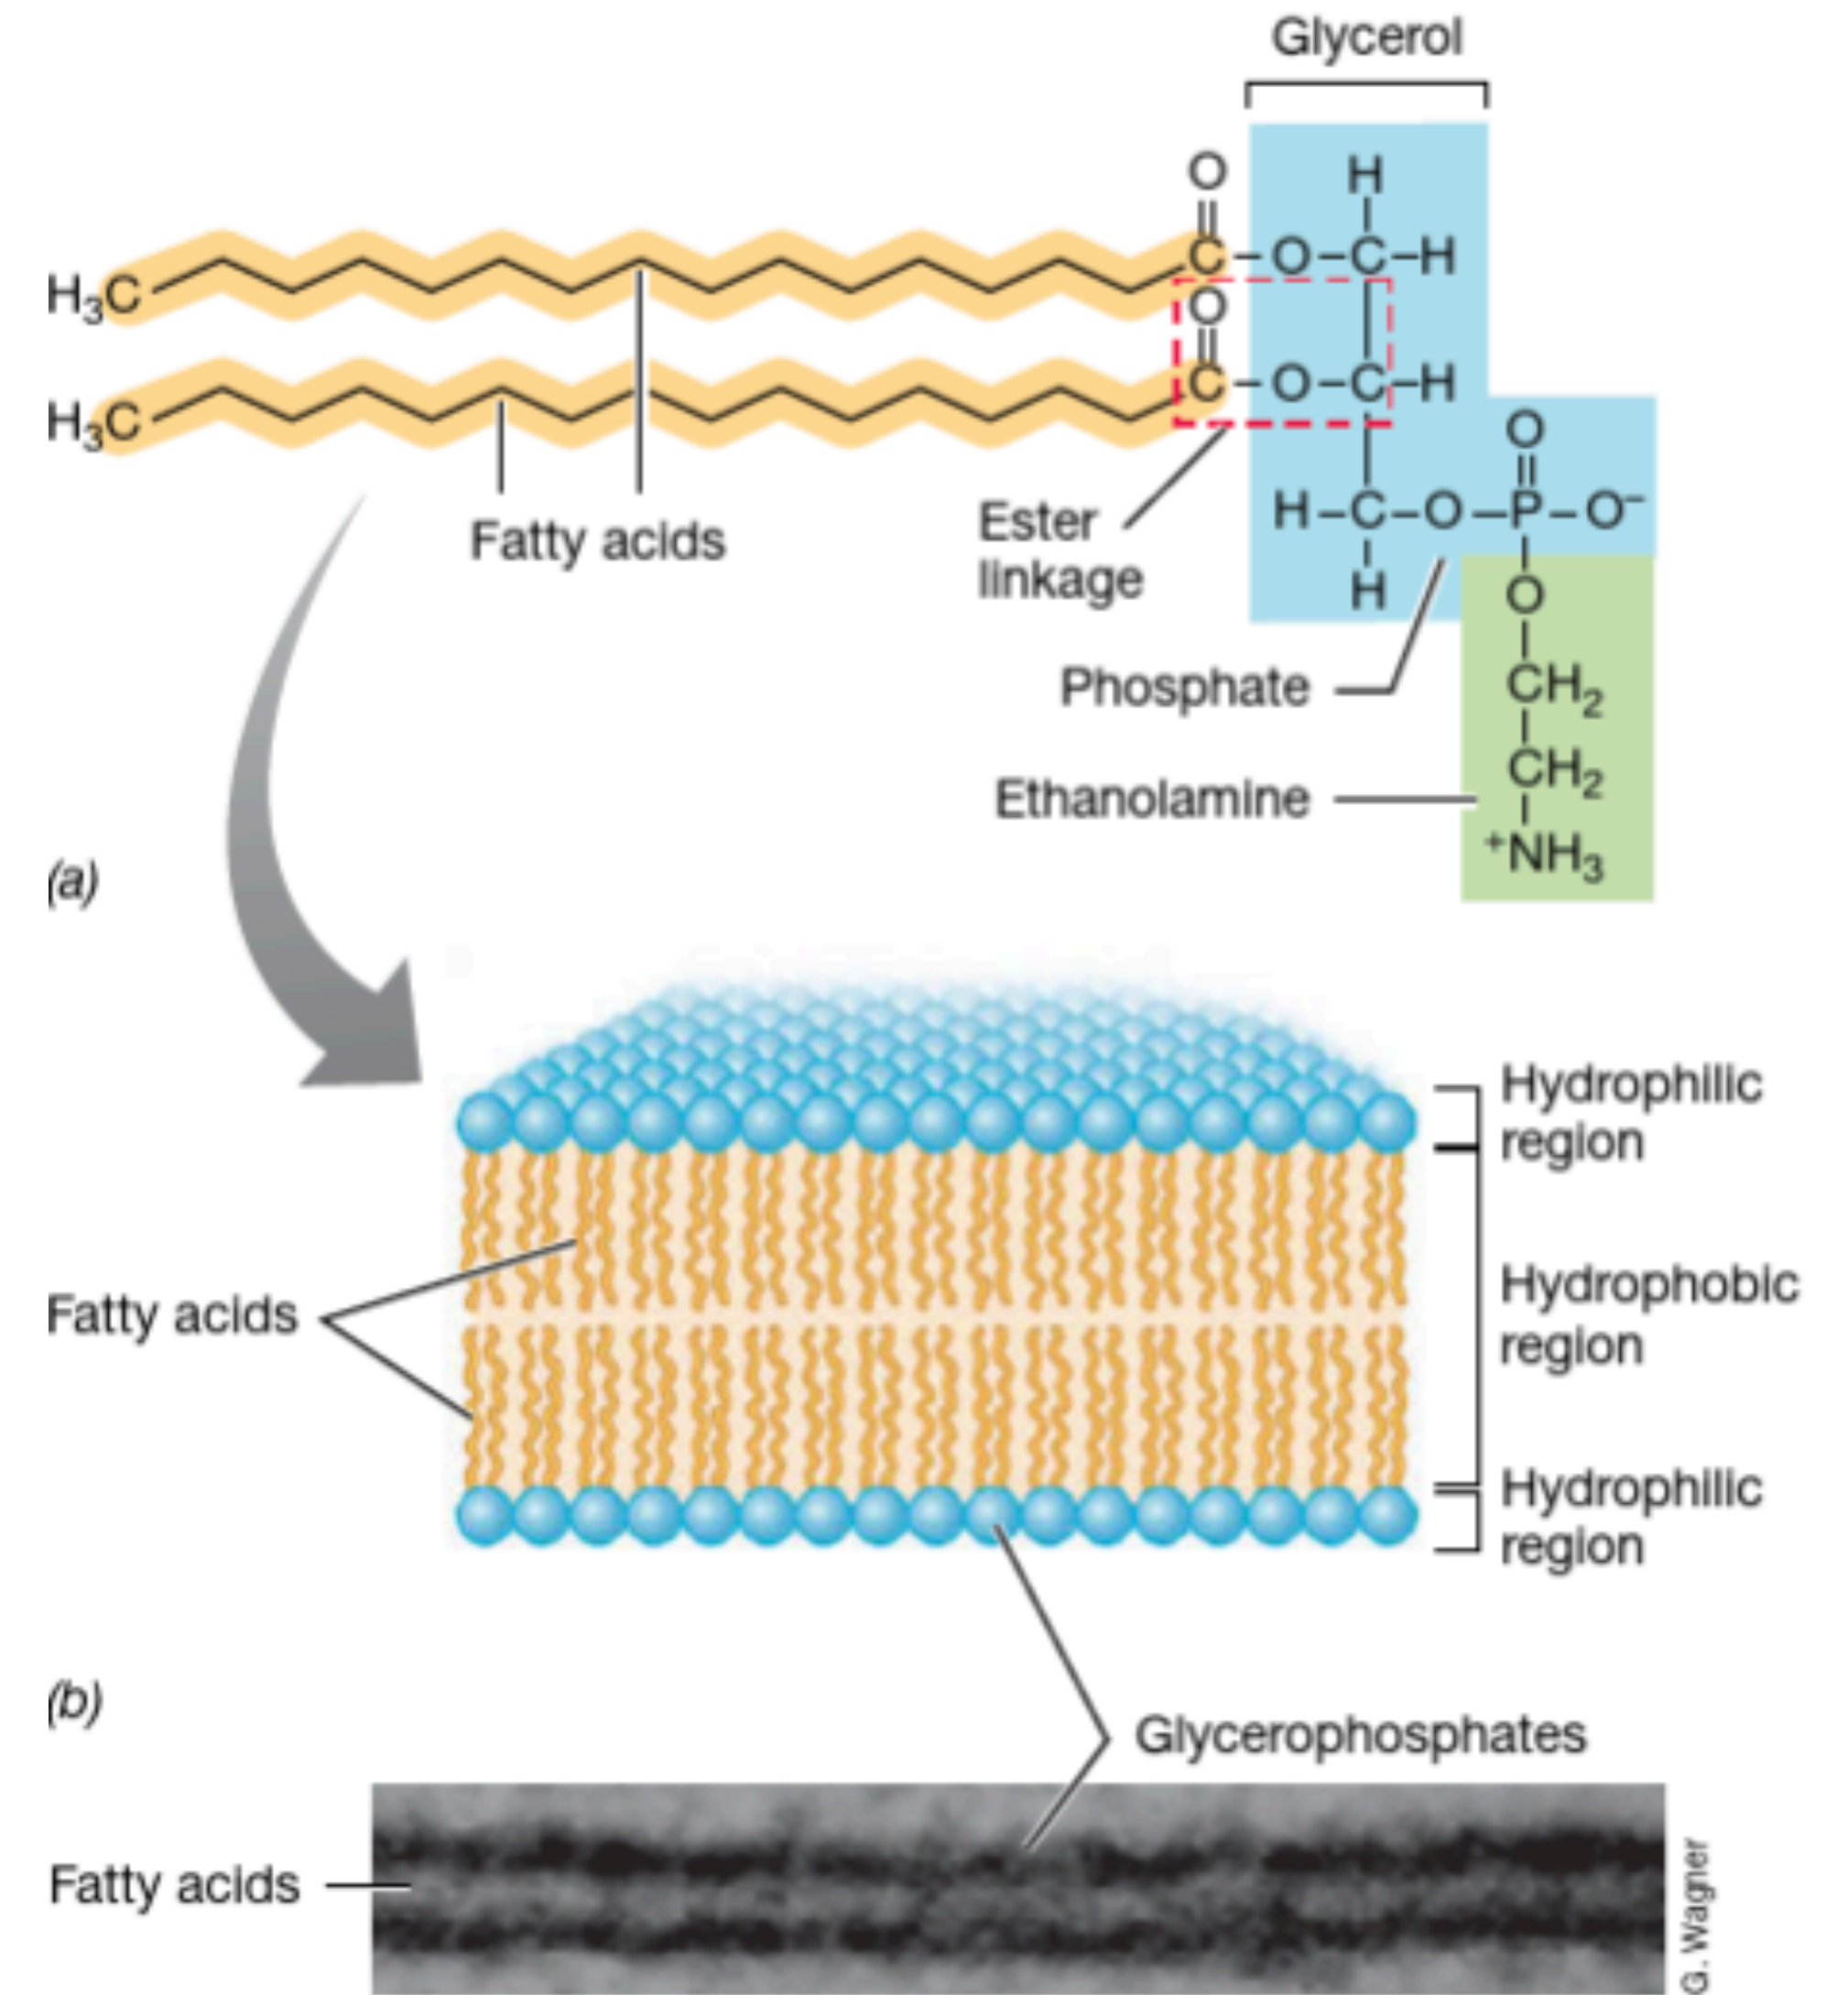 Glycerol
O
H
H3C
C–O–C–H
O
H3C
C–O–C–H
O
Fatty acids
Ester
linkage
H–C–O–P–O−
H
O
Phosphate
CH2
Ethanolamine
CH2
+NH3
(a)
Hydrophilic
region
Fatty acids
Hydrophobic
region
Hydrophilic
region
(b)
Glycerophosphates
Fatty acids
G. Wagner